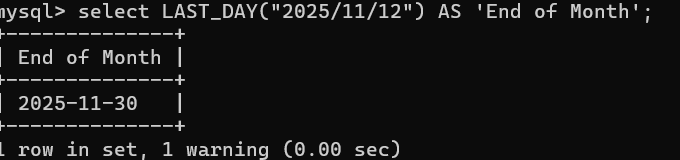 mysql> select LAST_DAY("2025/11/12") AS 'End of Month';
+--------------+
| End of Month |
+--------------+
| 2025-11-30   |
+--------------+
1 row in set, 1 warning (0.00 sec)